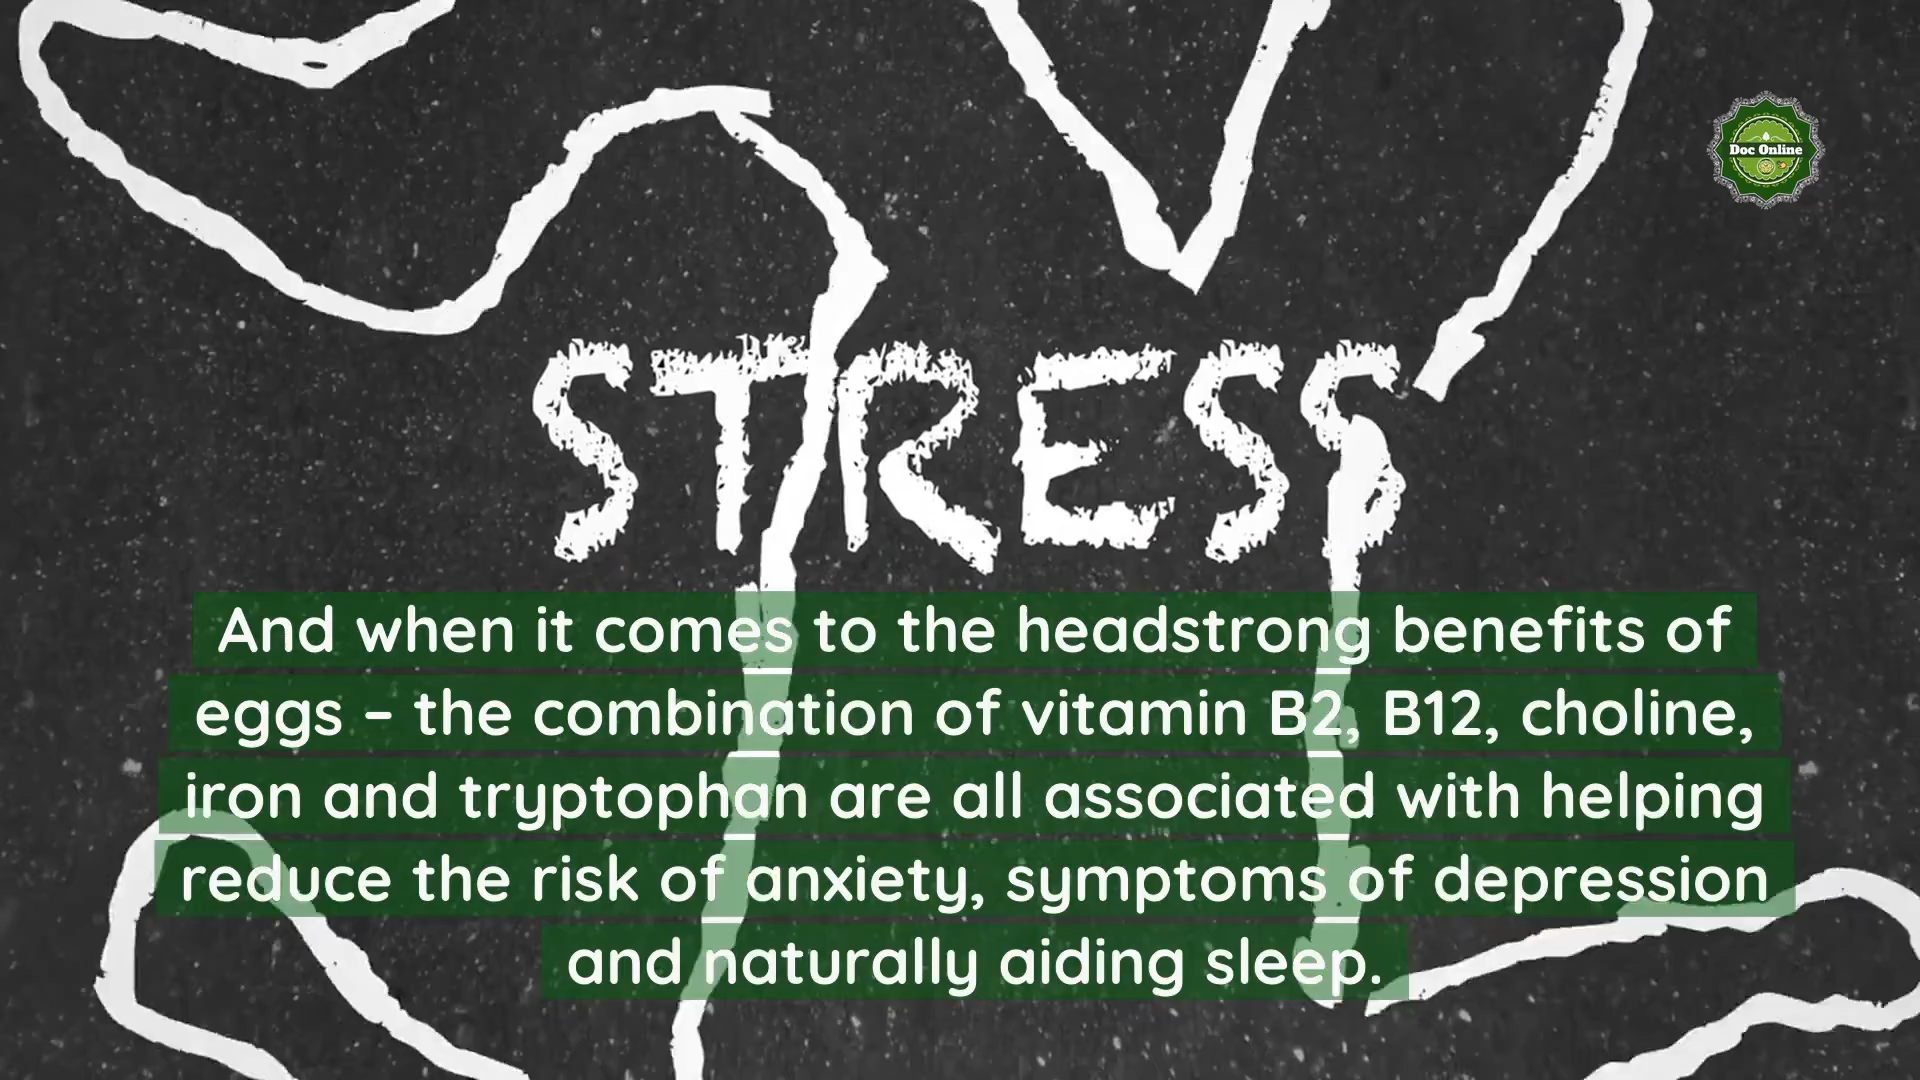 Doc Online
STRESS
And when it comes to the headstrong benefits of
eggs – the combination of vitamin B2, B12, choline,
iron and tryptophan are all associated with helping
reduce the risk of anxiety, symptoms of depression
and naturally aiding sleep.